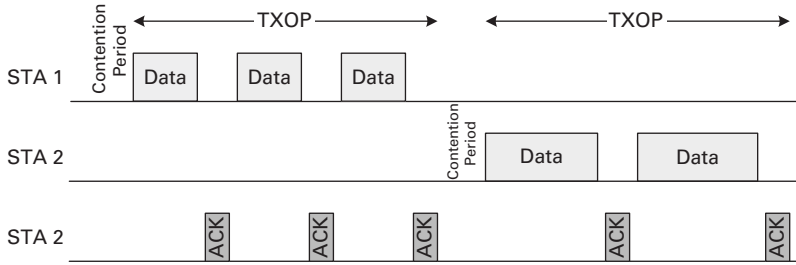 TXOP
TXOP
Contention
Period
STA 1
Data
Data
Data
Contention
Period
STA 2
Data
Data
STA 2
ACK
ACK
ACK
ACK
ACK